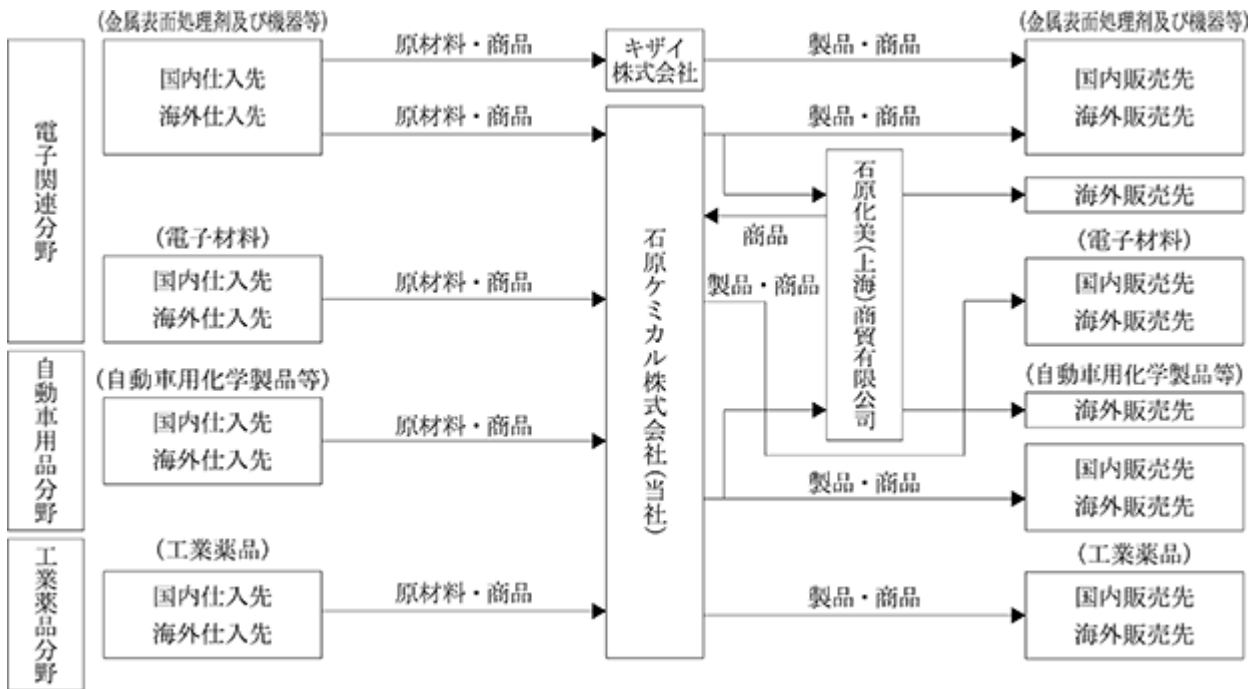 (金属表面処理剤及び機器等)
国内仕入先
海外仕入先
原材料・商品
原材料・商品
キザイ
株式会社
製品・商品
製品・商品
(金属表面処理剤及び機器等)
国内販売先
海外販売先
電子関連分野
石原化美(上海)商貿有限公司
海外販売先
商品
(電子材料)
国内仕入先
海外仕入先
原材料・商品
石原ケミカル株式会社(当社)
製品・商品
(電子材料)
国内販売先
海外販売先
自動車用品分野
(自動車用化学製品等)
国内仕入先
海外仕入先
原材料・商品
(自動車用化学製品等)
海外販売先
製品・商品
国内販売先
海外販売先
工業薬品分野
(工業薬品)
国内仕入先
海外仕入先
原材料・商品
製品・商品
(工業薬品)
国内販売先
海外販売先